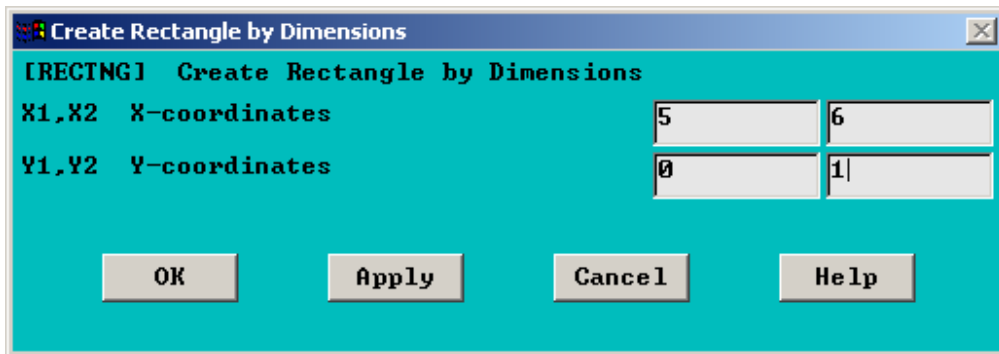 Create Rectangle by Dimensions
[RECTNG] Create Rectangle by Dimensions
X1,X2 X-coordinates 5 6
Y1,Y2 Y-coordinates 0 1
OK Apply Cancel Help